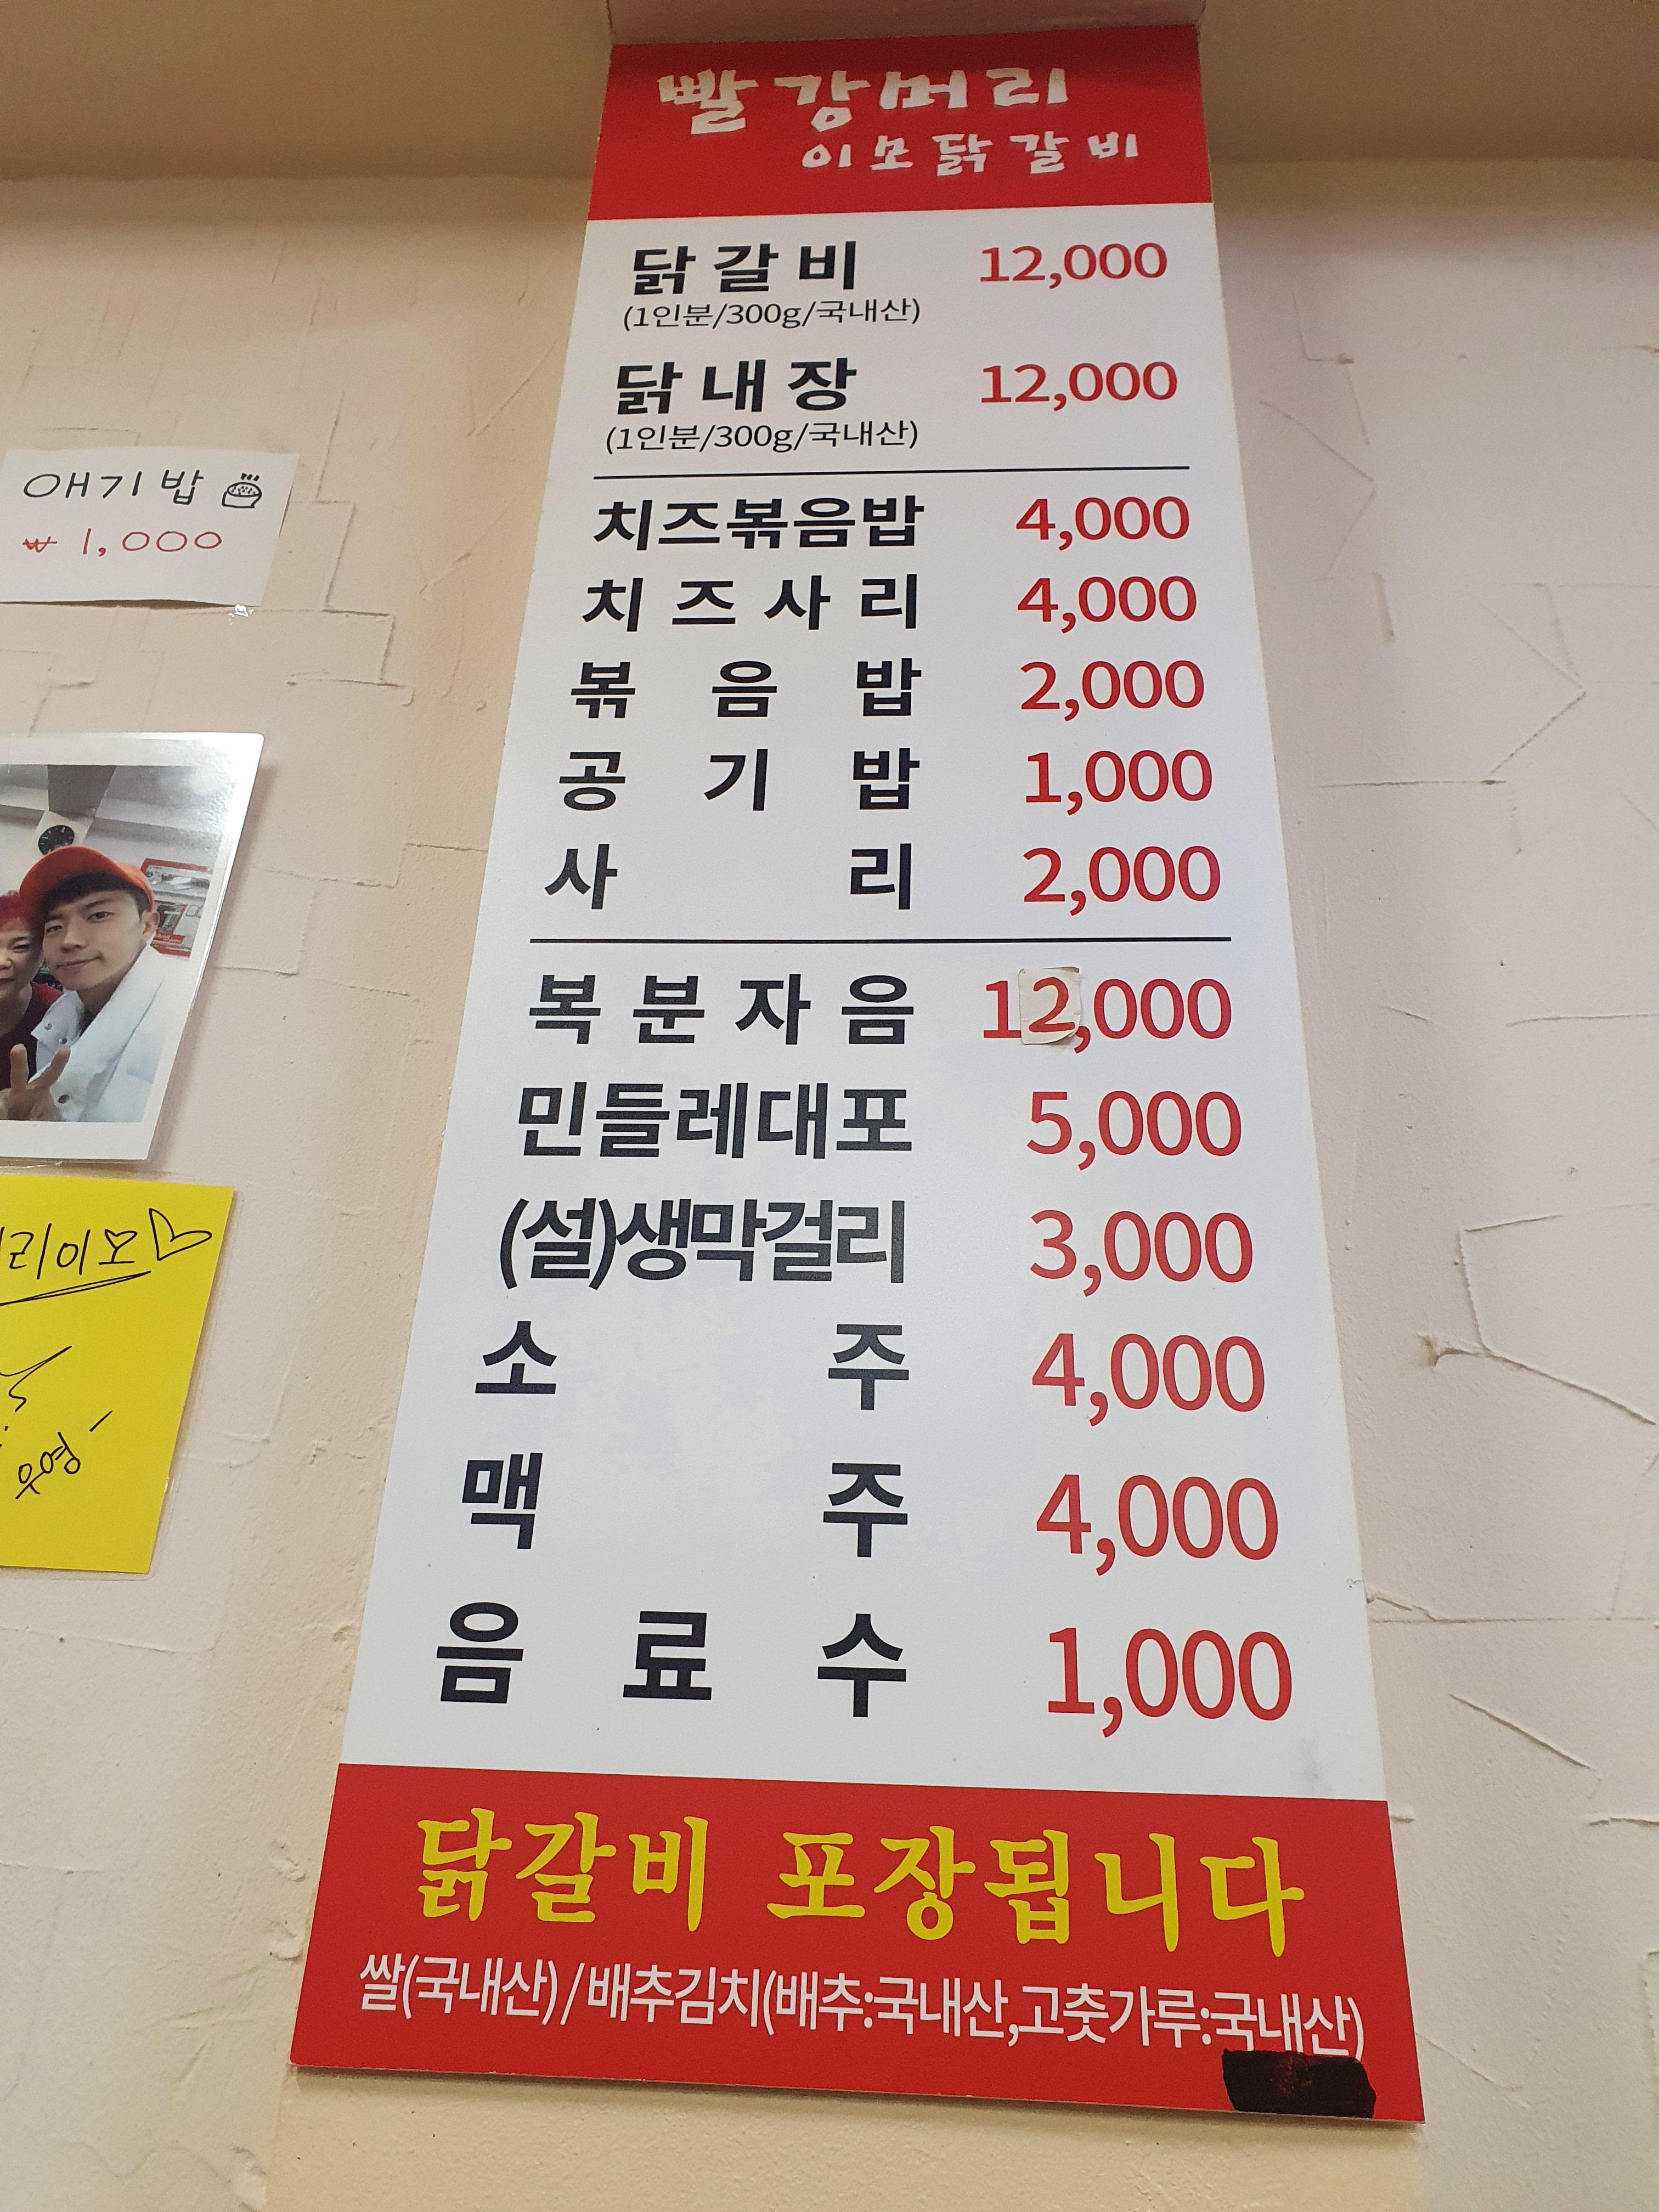 빨강머리
이모닭갈비
닭갈비 12,000
(1인분/300g/국내산)
닭내장 12,000
(1인분/300g/국내산)
치즈볶음밥 4,000
치즈사리 4,000
볶음밥 2,000
공기밥 1,000
사리 2,000
복분자음 12,000
민들레대포 5,000
(설)생막걸리 3,000
소주 4,000
맥주 4,000
음료수 1,000
닭갈비 포장됩니다
쌀(국내산)/배추김치(배추:국내산,고춧가루:국내산)
애기밥
₩1,000
리이모♡